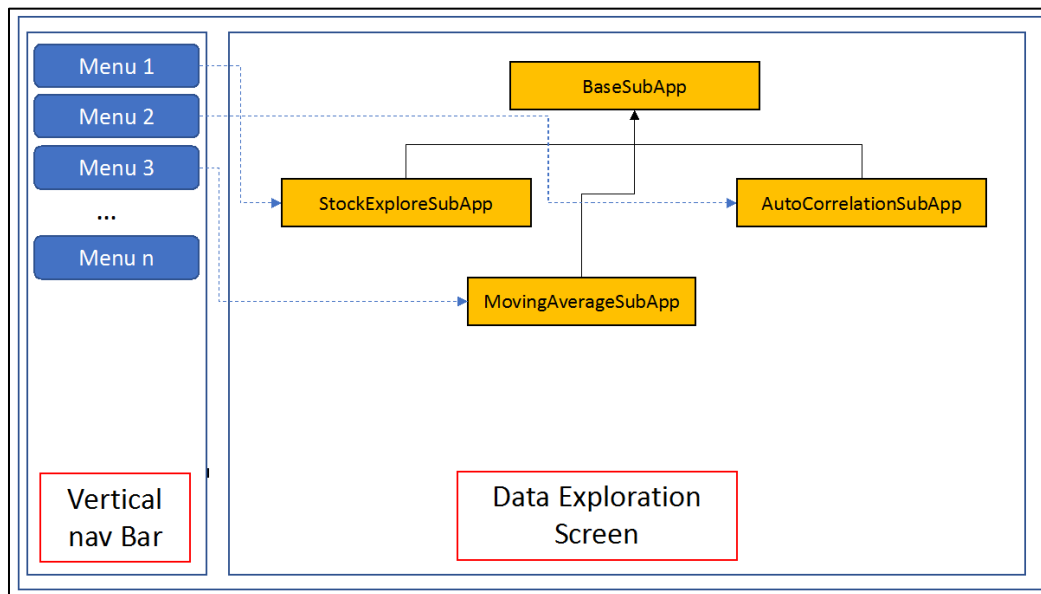 Menu 1
Menu 2
Menu 3
...
Menu n
BaseSubApp
StockExploreSubApp
AutoCorrelationSubApp
MovingAverageSubApp
Vertical
nav Bar
Data Exploration
Screen